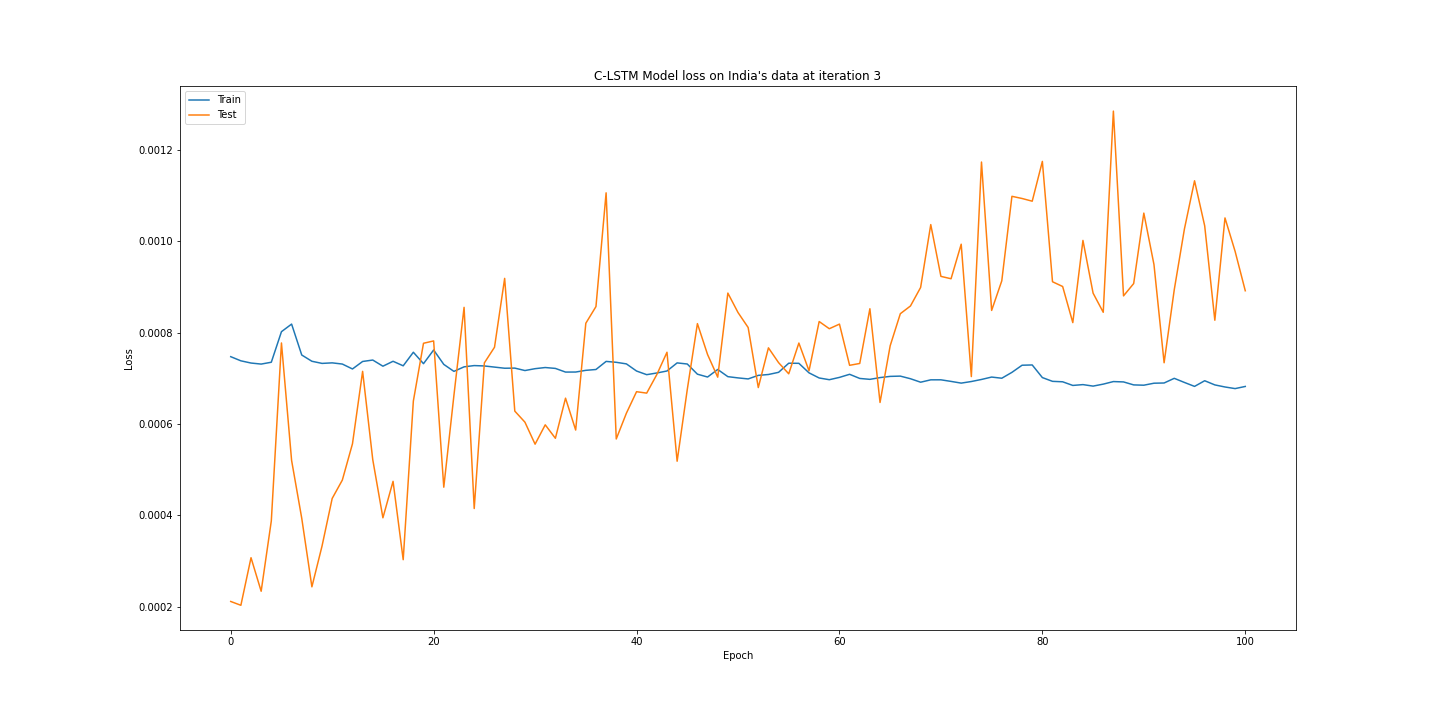 C-LSTM Model loss on India's data at iteration 3
Train
Test
0.0012
0.0010
0.0008
0.0006
0.0004
0.0002
Loss
0 20 40 60 80 100
Epoch